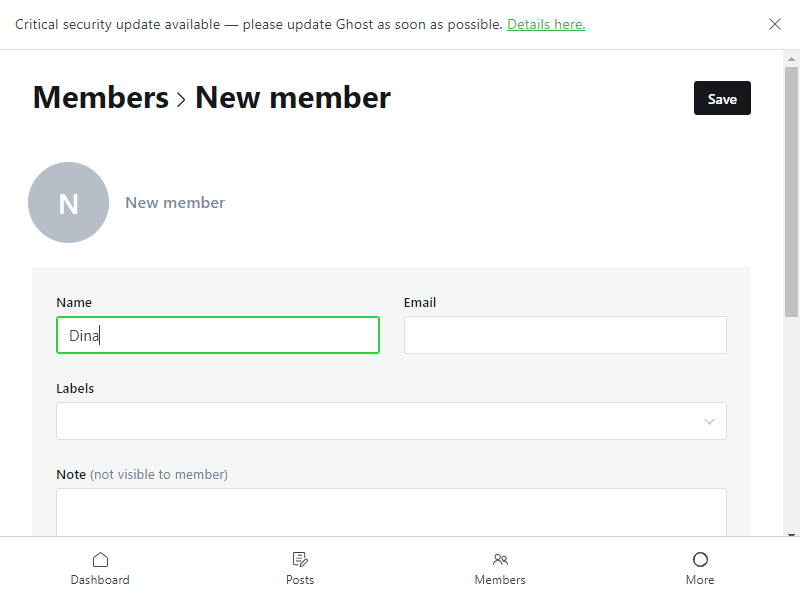 Critical security update available — please update Ghost as soon as possible. Details here.
Members > New member
Save
N
New member
Name
Email
Dina
Labels
Note (not visible to member)
Dashboard
Posts
Members
More